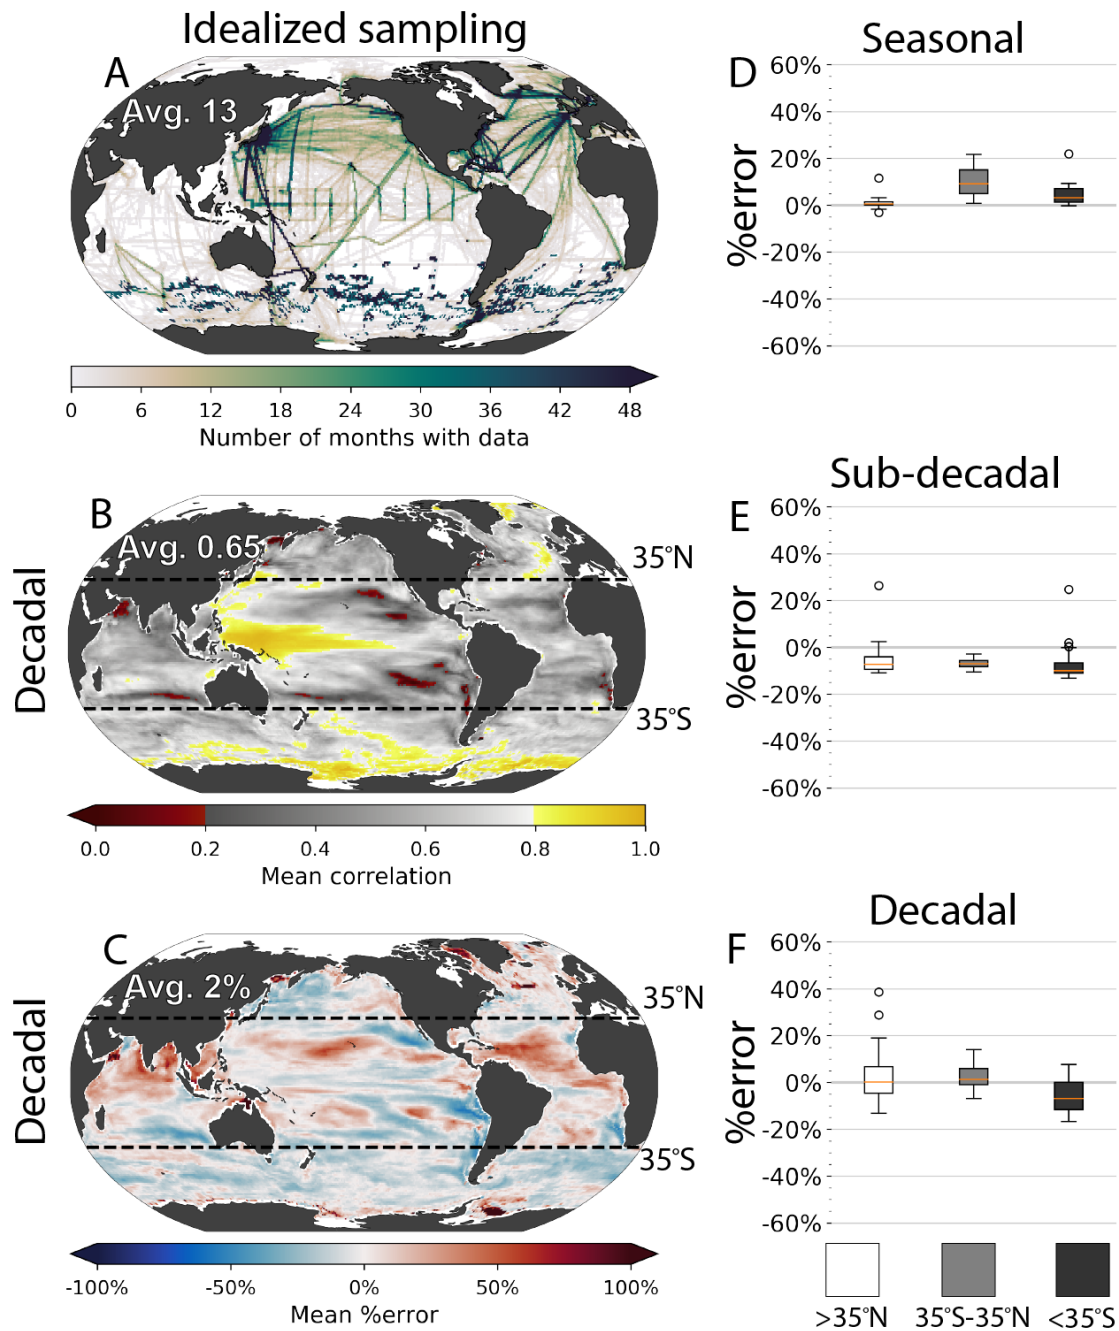 Idealized sampling
A
Avg. 13
0 6 12 18 24 30 36 42 48
Number of months with data
Decadal
B
Avg. 0.65
35°N
35°S
0.0 0.2 0.4 0.6 0.8 1.0
Mean correlation
Decadal
C
Avg. 2%
35°N
35°S
-100% -50% 0% 50% 100%
Mean %error
Seasonal
D
%error
60%
40%
20%
0%
-20%
-40%
-60%
Sub-decadal
E
%error
60%
40%
20%
0%
-20%
-40%
-60%
Decadal
F
%error
60%
40%
20%
0%
-20%
-40%
-60%
>35°N 35°S-35°N <35°S